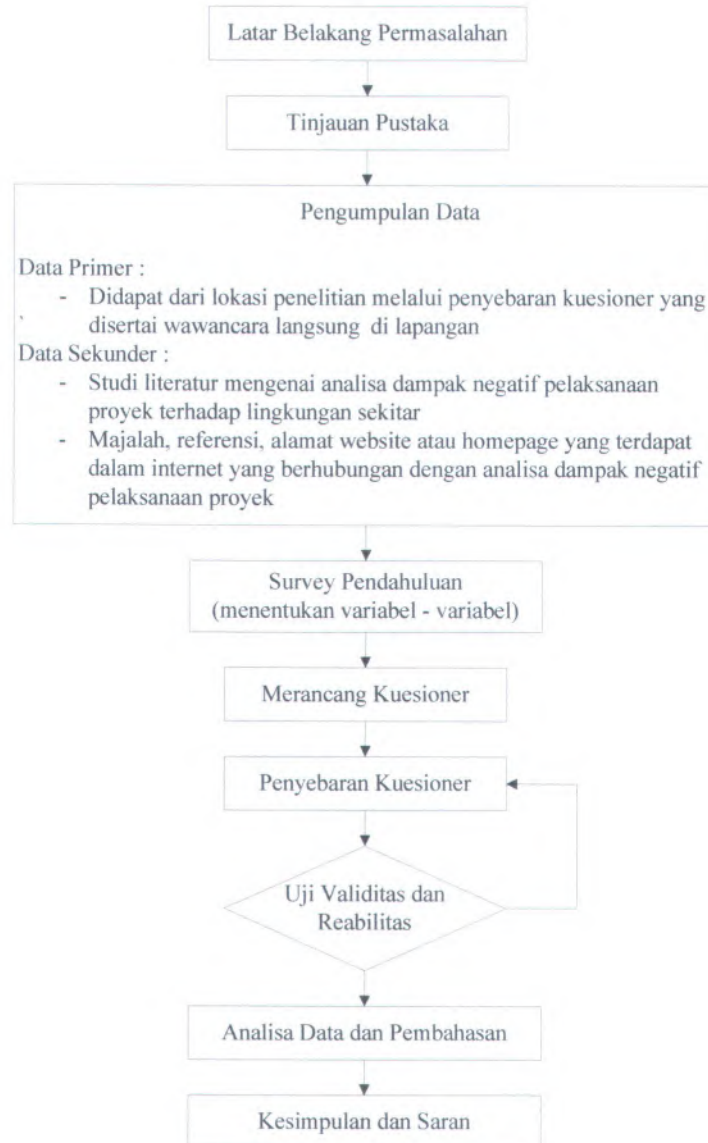 Latar Belakang Permasalahan
Tinjauan Pustaka
Pengumpulan Data
Data Primer :
- Didapat dari lokasi penelitian melalui penyebaran kuesioner yang
disertai wawancara langsung di lapangan
Data Sekunder :
- Studi literatur mengenai analisa dampak negatif pelaksanaan
proyek terhadap lingkungan sekitar
- Majalah, referensi, alamat website atau homepage yang terdapat
dalam internet yang berhubungan dengan analisa dampak negatif
pelaksanaan proyek
Survey Pendahuluan
(menentukan variabel - variabel)
Merancang Kuesioner
Penyebaran Kuesioner
Uji Validitas dan
Reabilitas
Analisa Data dan Pembahasan
Kesimpulan dan Saran